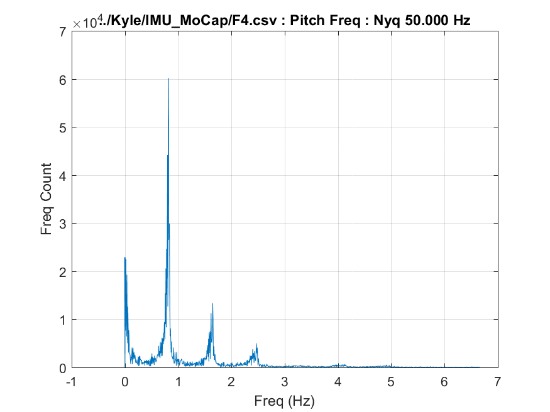 ×10⁴
../Kyle/IMU_MoCap/F4.csv : Pitch Freq : Nyq 50.000 Hz
7
6
5
4
3
2
1
0
Freq Count
-1 0 1 2 3 4 5 6 7
Freq (Hz)